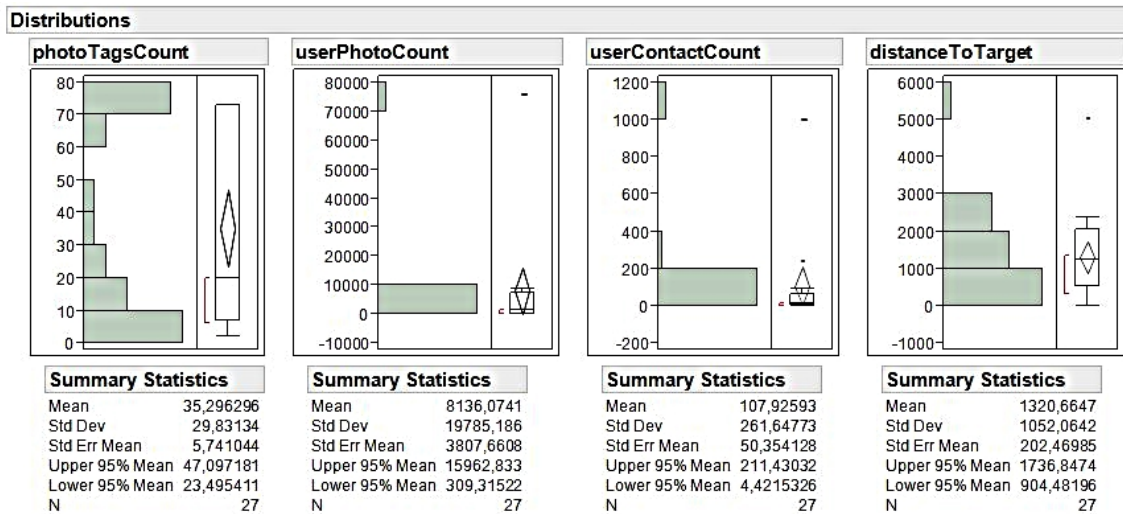 Distributions
photoTagsCount
80
70
60
50
40
30
20
10
0
Summary Statistics
Mean 35,296296
Std Dev 29,83134
Std Err Mean 5,741044
Upper 95% Mean 47,097181
Lower 95% Mean 23,495411
N 27
userPhotoCount
80000
70000
60000
50000
40000
30000
20000
10000
0
-10000
Summary Statistics
Mean 8136,0741
Std Dev 19785,186
Std Err Mean 3807,6608
Upper 95% Mean 15962,833
Lower 95% Mean 309,31522
N 27
userContactCount
1200
1000
800
600
400
200
0
-200
Summary Statistics
Mean 107,92593
Std Dev 261,64773
Std Err Mean 50,354128
Upper 95% Mean 211,43032
Lower 95% Mean 4,4215326
N 27
distanceToTarget
6000
5000
4000
3000
2000
1000
0
-1000
Summary Statistics
Mean 1320,6647
Std Dev 1052,0642
Std Err Mean 202,46985
Upper 95% Mean 1736,8474
Lower 95% Mean 904,48196
N 27